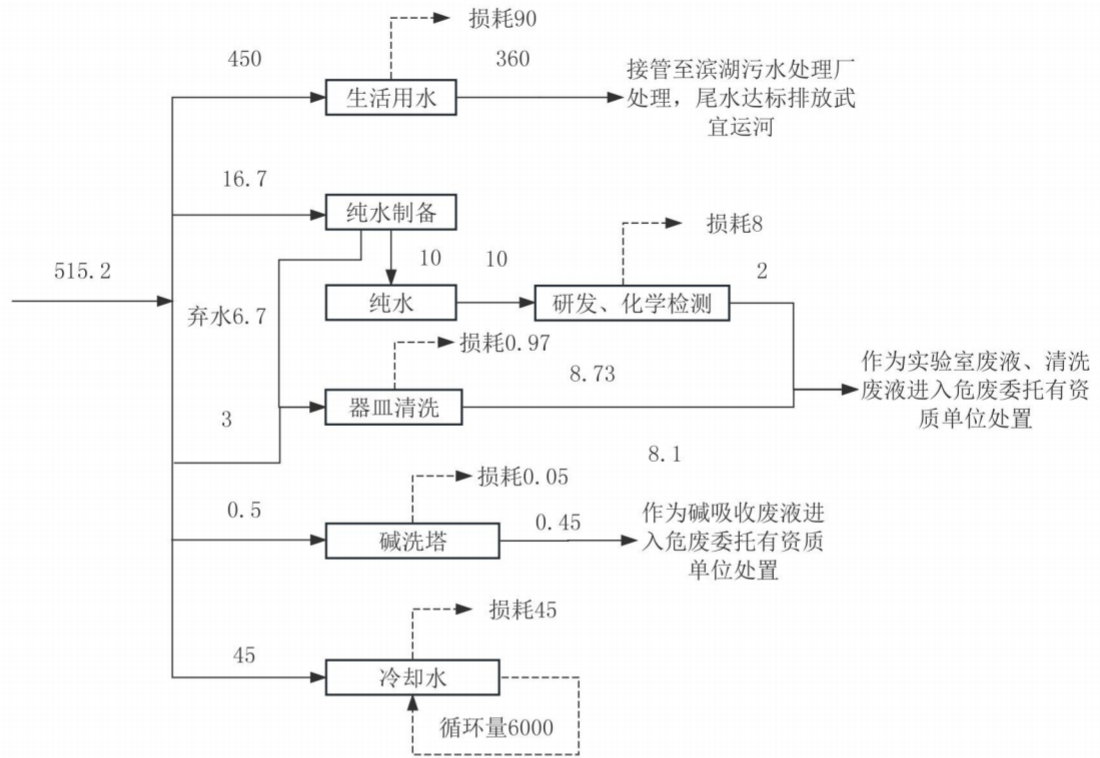 损耗90
450
360
生活用水
接管至滨湖污水处理厂
处理，尾水达标排放武
宜运河
16.7
纯水制备
损耗8
515.2
10
10
2
弃水6.7
纯水
研发、化学检测
损耗0.97
8.73
作为实验室废液、清洗
废液进入危废委托有资
质单位处置
3
器皿清洗
8.1
损耗0.05
0.5
0.45
碱洗塔
作为碱吸收废液进
入危废委托有资质
单位处置
损耗45
45
冷却水
循环量6000